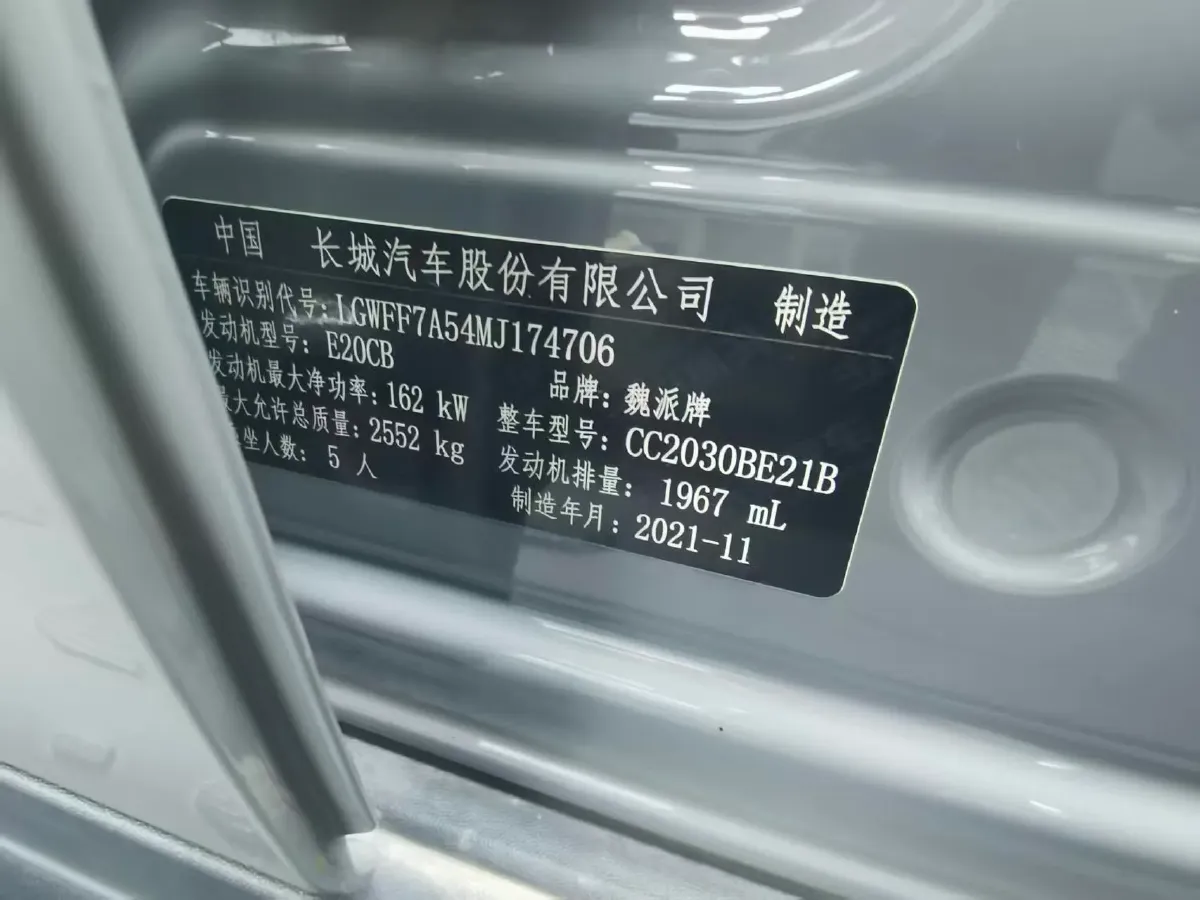 中国 长城汽车股份有限公司 制造
车辆识别代号:LGWFF7A54MJ174706
发动机型号: E20CB 品牌: 魏派牌
发动机最大净功率:162 kW 整车型号: CC2030BE21B
最大允许总质量: 2552 kg 发动机排量: 1967 mL
坐人数: 5 人 制造年月: 2021-11